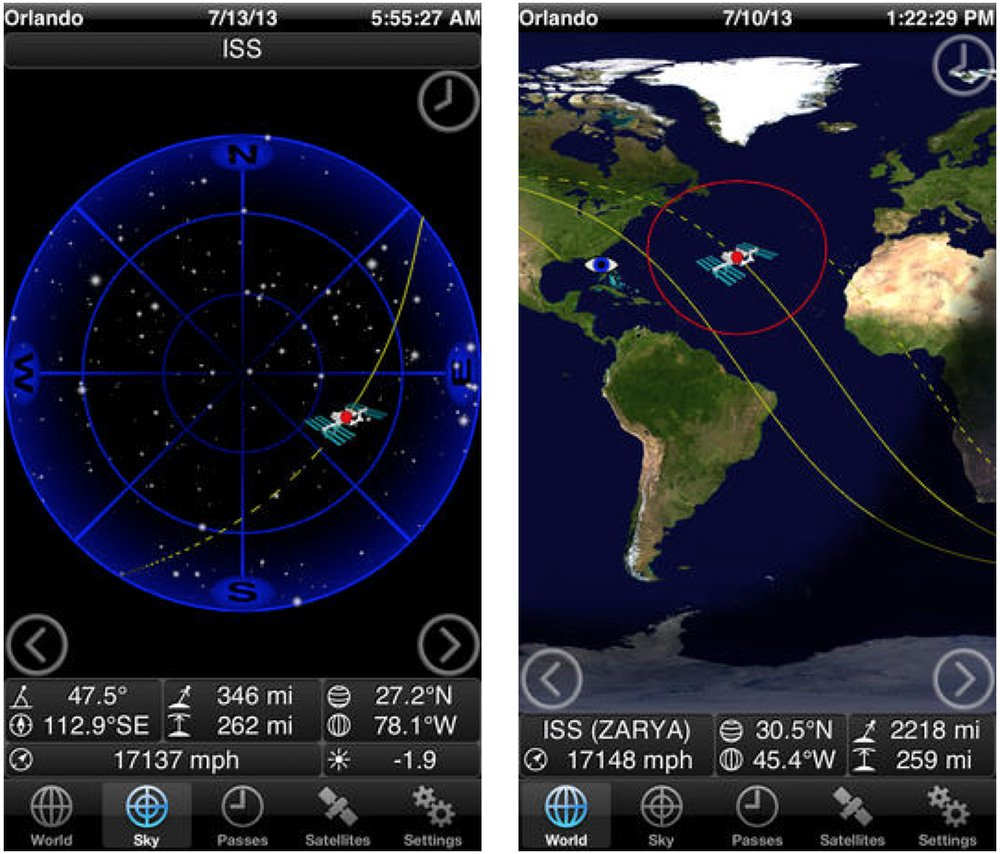 Orlando 7/13/13 5:55:27 AM
ISS
N
W
E
S
47.5° 346 mi 27.2°N
112.9°SE 262 mi 78.1°W
17137 mph -1.9
World Sky Passes Satellites Settings
Orlando 7/10/13 1:22:29 PM
ISS (ZARYA) 30.5°N 2218 mi
17148 mph 45.4°W 259 mi
World Sky Passes Satellites Settings